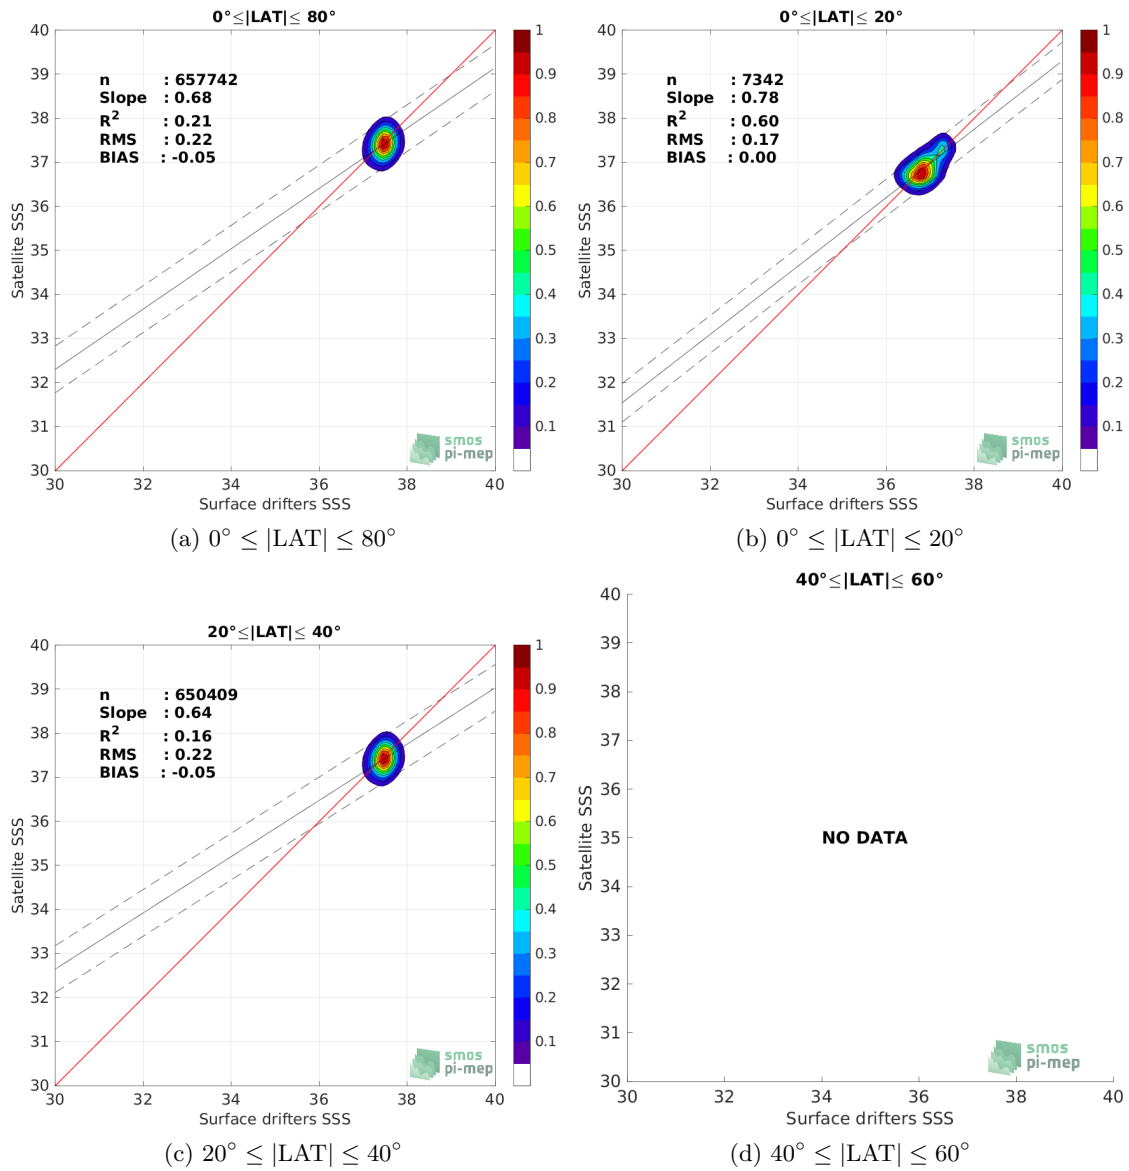 0°≤|LAT|≤ 80°
40
39
38
37
36
35
34
33
32
31
30
Satellite SSS
n : 657742
Slope : 0.68
R2 : 0.21
RMS : 0.22
BIAS : -0.05
smos
pi-mep
30 32 34 36 38 40
Surface drifters SSS
1
0.9
0.8
0.7
0.6
0.5
0.4
0.3
0.2
0.1
(a) 0° ≤ |LAT| ≤ 80°
0°≤|LAT|≤ 20°
40
39
38
37
36
35
34
33
32
31
30
Satellite SSS
n : 7342
Slope : 0.78
R2 : 0.60
RMS : 0.17
BIAS : 0.00
smos
pi-mep
30 32 34 36 38 40
Surface drifters SSS
1
0.9
0.8
0.7
0.6
0.5
0.4
0.3
0.2
0.1
(b) 0° ≤ |LAT| ≤ 20°
20°≤|LAT|≤ 40°
40
39
38
37
36
35
34
33
32
31
30
Satellite SSS
n : 650409
Slope : 0.64
R2 : 0.16
RMS : 0.22
BIAS : -0.05
smos
pi-mep
30 32 34 36 38 40
Surface drifters SSS
1
0.9
0.8
0.7
0.6
0.5
0.4
0.3
0.2
0.1
(c) 20° ≤ |LAT| ≤ 40°
40°≤|LAT|≤ 60°
40
39
38
37
36
35
34
33
32
31
30
Satellite SSS
NO DATA
smos
pi-mep
30 32 34 36 38 40
Surface drifters SSS
(d) 40° ≤ |LAT| ≤ 60°